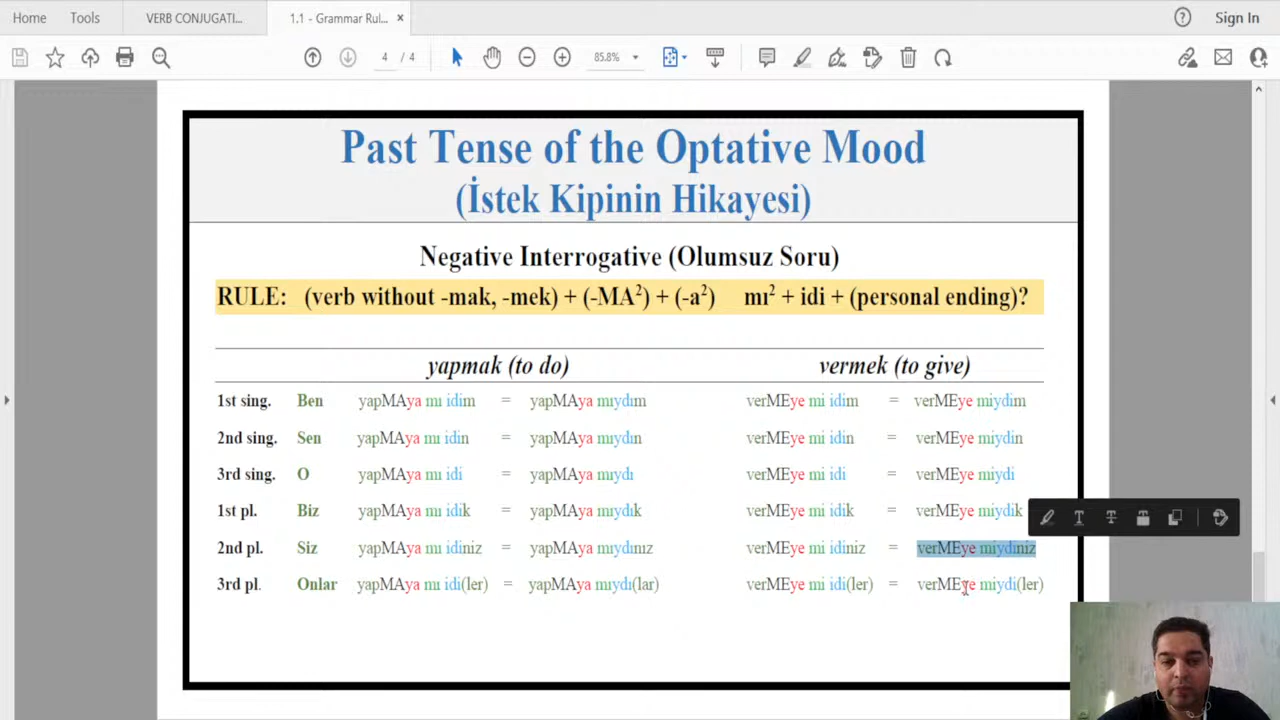 Home Tools VERB CONJUGATI... 1.1 - Grammar Rul... × Sign In
4 / 4 85.8%
Past Tense of the Optative Mood
(İstek Kipinin Hikayesi)
Negative Interrogative (Olumsuz Soru)
RULE: (verb without -mak, -mek) + (-MA²) + (-a²) mı² + idi + (personal ending)?
yapmak (to do) vermek (to give)
1st sing. Ben yapMAya mı idim = yapMAya mıydım verMEye mi idim = verMEye miydim
2nd sing. Sen yapMAya mı idin = yapMAya mıydın verMEye mi idin = verMEye miydin
3rd sing. O yapMAya mı idi = yapMAya mıydı verMEye mi idi = verMEye miydi
1st pl. Biz yapMAya mı idik = yapMAya mıydık verMEye mi idik = verMEye miydik
2nd pl. Siz yapMAya mı idiniz = yapMAya mıydınız verMEye mi idiniz = verMEye miydiniz
3rd pl. Onlar yapMAya mı idi(ler) = yapMAya mıydı(lar) verMEye mi idi(ler) = verMEye miydi(ler)